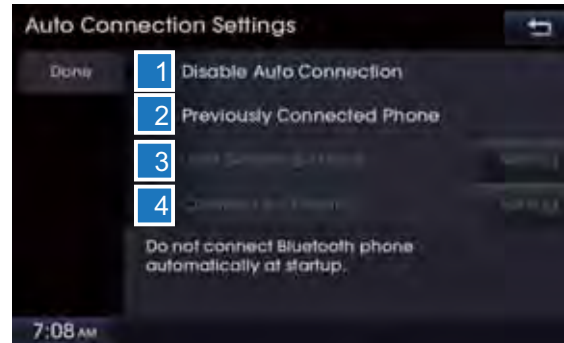 Auto Connection Settings
Done
1 Disable Auto Connection
2 Previously Connected Phone
3
4
Do not connect Bluetooth phone
automatically at startup.
7:08 AM